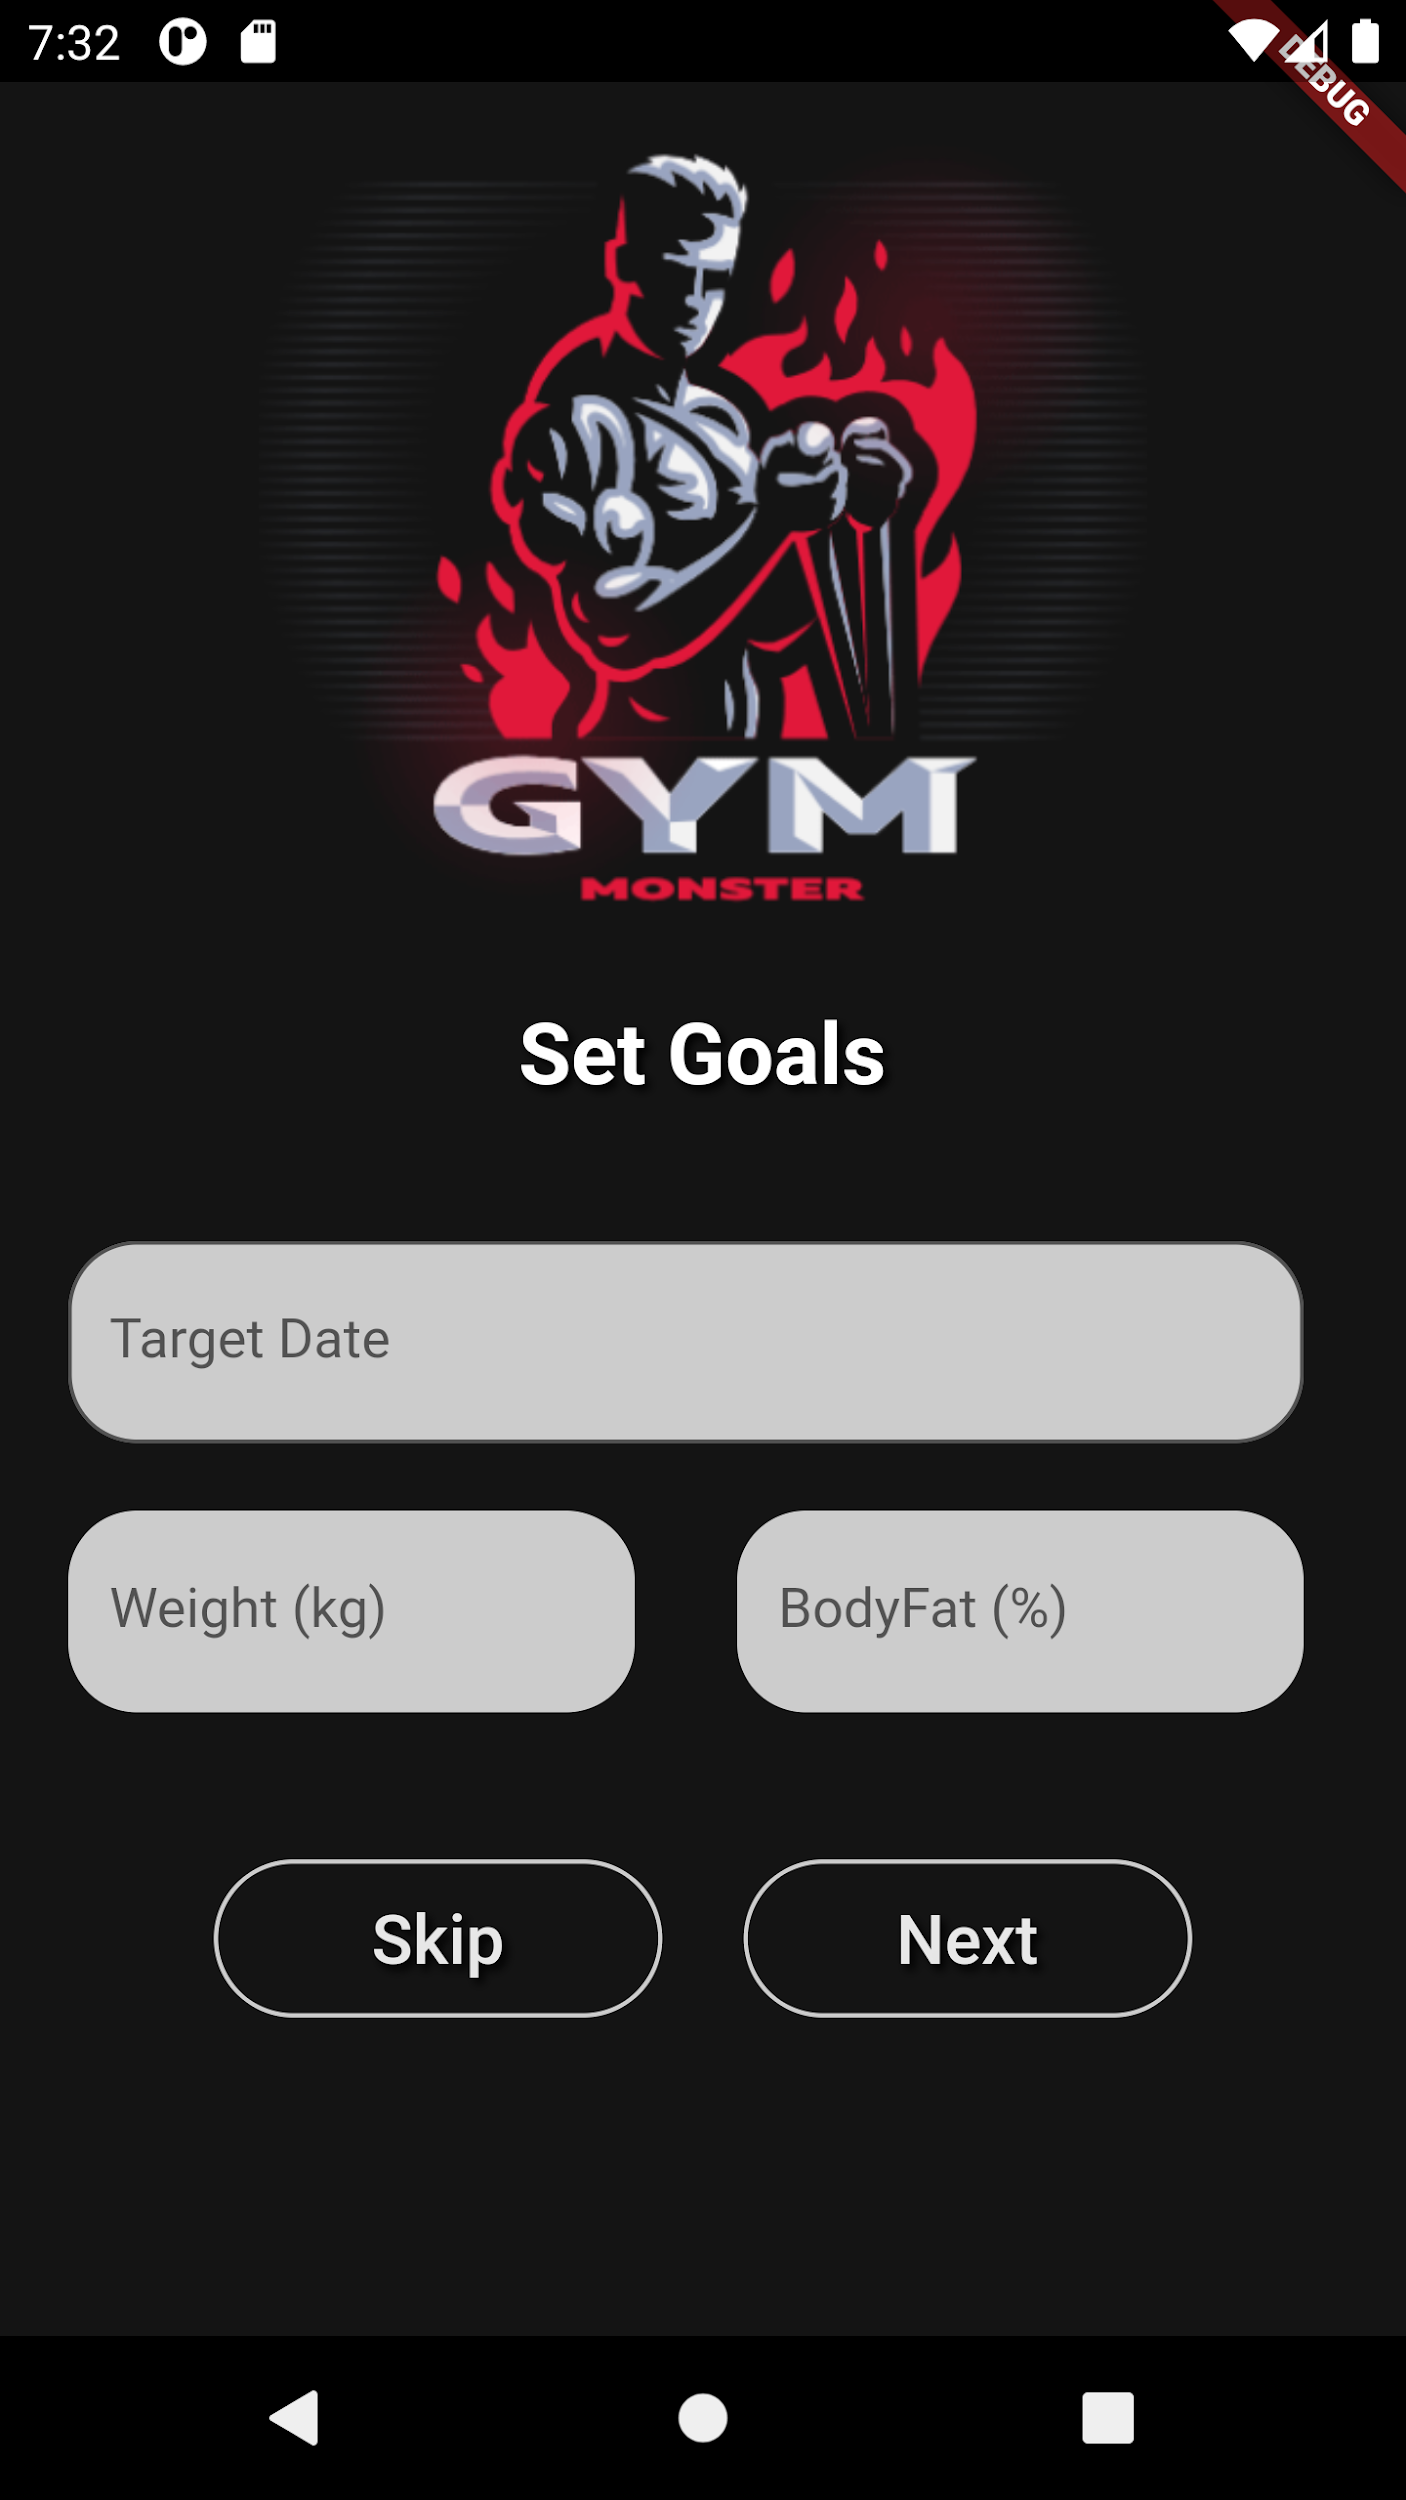 7:32
DEBUG
GYM
MONSTER
Set Goals
Target Date
Weight (kg)
BodyFat (%)
Skip
Next